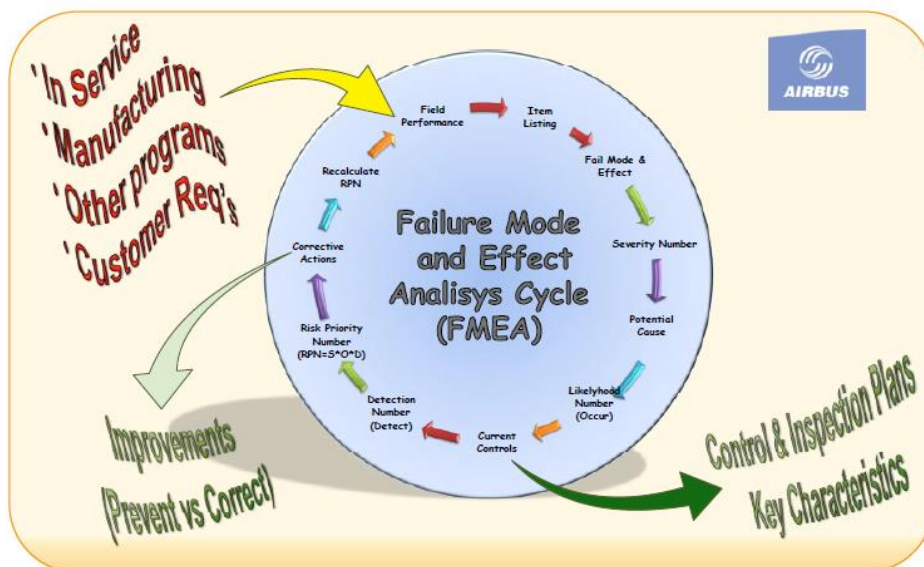 ' In Service
' Manufacturing
' Other programs
' Customer Req's
AIRBUS
Field
Performance
Item
Listing
Fail Mode &
Effect
Severity Number
Potential
Cause
Likelyhood
Number
(Occur)
Current
Controls
Detection
Number
(Detect)
Risk Priority
Number
(RPN=S*O*D)
Corrective
Actions
Recalculate
RPN
Failure Mode
and Effect
Analisys Cycle
(FMEA)
Improvements
(Prevent vs Correct)
Control & Inspection Plans
Key Characteristics